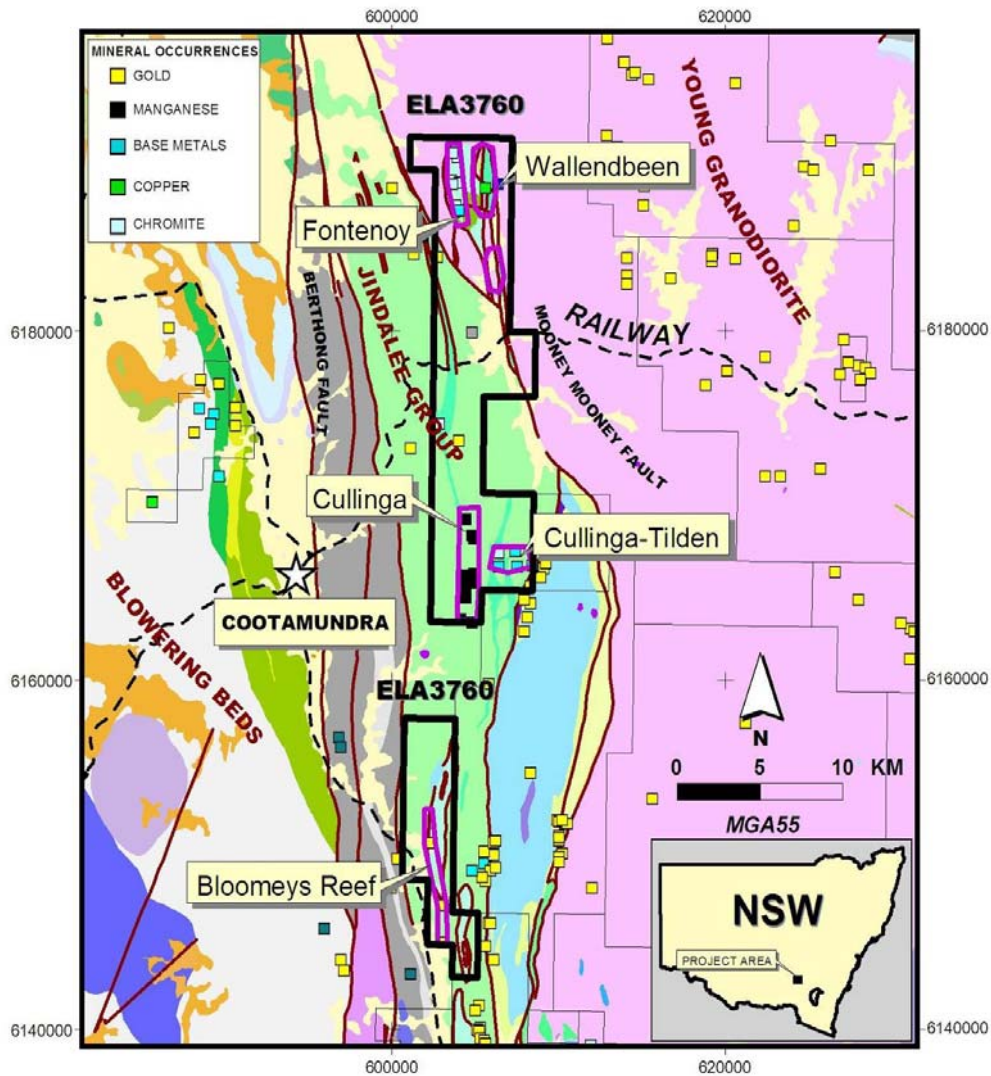 600000
620000
MINERAL OCCURRENCES
GOLD
MANGANESE
BASE METALS
COPPER
CHROMITE
ELA3760
YOUNG GRANODIORITE
Wallendbeen
Fontenoy
6180000
6180000
BERTHONG FAULT
JINDALE GROUP
RAILWAY
MOONEY MOONEY FAULT
Cullinga
Cullinga-Tilden
COOTAMUNDRA
BLOWERING BEDS
6160000
6160000
ELA3760
N
0 5 10 KM
MGA55
Bloomeys Reef
NSW
PROJECT AREA
6140000
6140000
600000
620000